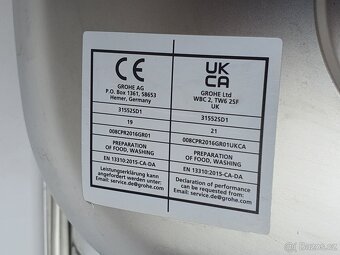 CE
GROHE AG
P.O. Box 1361, 58653
Hemer, Germany
31552SD1
19
00BCPR2016GR01
PREPARATION
OF FOOD, WASHING
EN 13310:2015-CA-DA
Leistungserklärung kann
angefordert werden unter:
Email: service.de@grohe.com
UK
CA
GROHE Ltd
WBC 2, TW6 2SF
UK
31552SD1
21
00BCPR2016GR01UKCA
PREPARATION
OF FOOD, WASHING
EN 13310:2015-CA-DA
Declaration of performance
can be requested at:
Email: service.de@grohe.com
bazos.cz